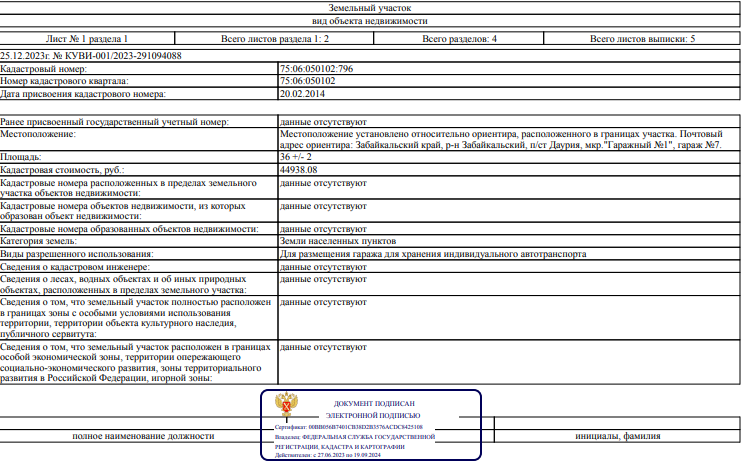 Земельный участок
вид объекта недвижимости
Лист № 1 раздела 1 Всего листов раздела 1: 2 Всего разделов: 4 Всего листов выписки: 5
25.12.2023г. № КУВИ-001/2023-291094088
Кадастровый номер: 75:06:050102:796
Номер кадастрового квартала: 75:06:050102
Дата присвоения кадастрового номера: 20.02.2014
Ранее присвоенный государственный учетный номер: данные отсутствуют
Местоположение: Местоположение установлено относительно ориентира, расположенного в границах участка. Почтовый
адрес ориентира: Забайкальский край, р-н Забайкальский, п/ст Даурия, мкр."Гаражный №1", гараж №7.
Площадь: 36 +/- 2
Кадастровая стоимость, руб.: 44938.08
Кадастровые номера расположенных в пределах земельного данные отсутствуют
участка объектов недвижимости:
Кадастровые номера объектов недвижимости, из которых данные отсутствуют
образован объект недвижимости:
Кадастровые номера образованных объектов недвижимости: данные отсутствуют
Категория земель: Земли населенных пунктов
Виды разрешенного использования: Для размещения гаража для хранения индивидуального автотранспорта
Сведения о кадастровом инженере: данные отсутствуют
Сведения о лесах, водных объектах и об иных природных данные отсутствуют
объектах, расположенных в пределах земельного участка:
Сведения о том, что земельный участок полностью расположен данные отсутствуют
в границах зоны с особыми условиями использования
территории, территории объекта культурного наследия,
публичного сервитута:
Сведения о том, что земельный участок расположен в границах данные отсутствуют
особой экономической зоны, территории опережающего
социально-экономического развития, зоны территориального
развития в Российской Федерации, игорной зоны:
ДОКУМЕНТ ПОДПИСАН
ЭЛЕКТРОННОЙ ПОДПИСЬЮ
Сертификат: 00BB056B7401CB38D2B3576ACDC8425108
Владелец: ФЕДЕРАЛЬНАЯ СЛУЖБА ГОСУДАРСТВЕННОЙ
РЕГИСТРАЦИИ, КАДАСТРА И КАРТОГРАФИИ
Действителен: с 27.06.2023 по 19.09.2024
полное наименование должности инициалы, фамилия